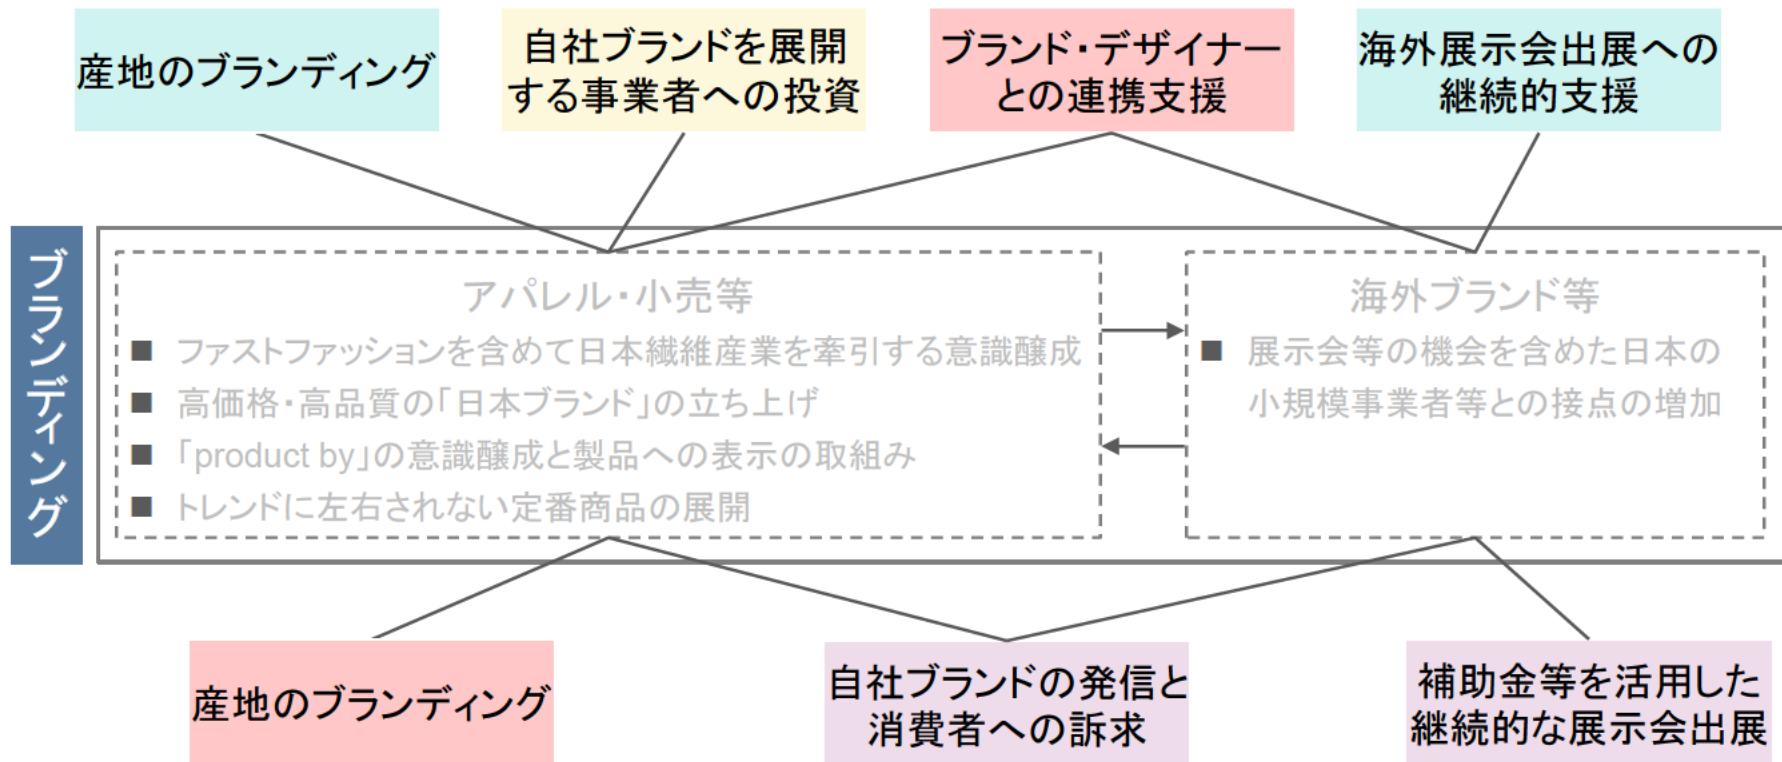 産地のブランディング
自社ブランドを展開
する事業者への投資
ブランド・デザイナー
との連携支援
海外展示会出展への
継続的支援
ブランディング
アパレル・小売等
■ ファストファッションを含めて日本繊維産業を牽引する意識醸成
■ 高価格・高品質の「日本ブランド」の立ち上げ
■ 「product by」の意識醸成と製品への表示の取組み
■ トレンドに左右されない定番商品の展開
海外ブランド等
■ 展示会等の機会を含めた日本の
小規模事業者等との接点の増加
産地のブランディング
自社ブランドの発信と
消費者への訴求
補助金等を活用した
継続的な展示会出展